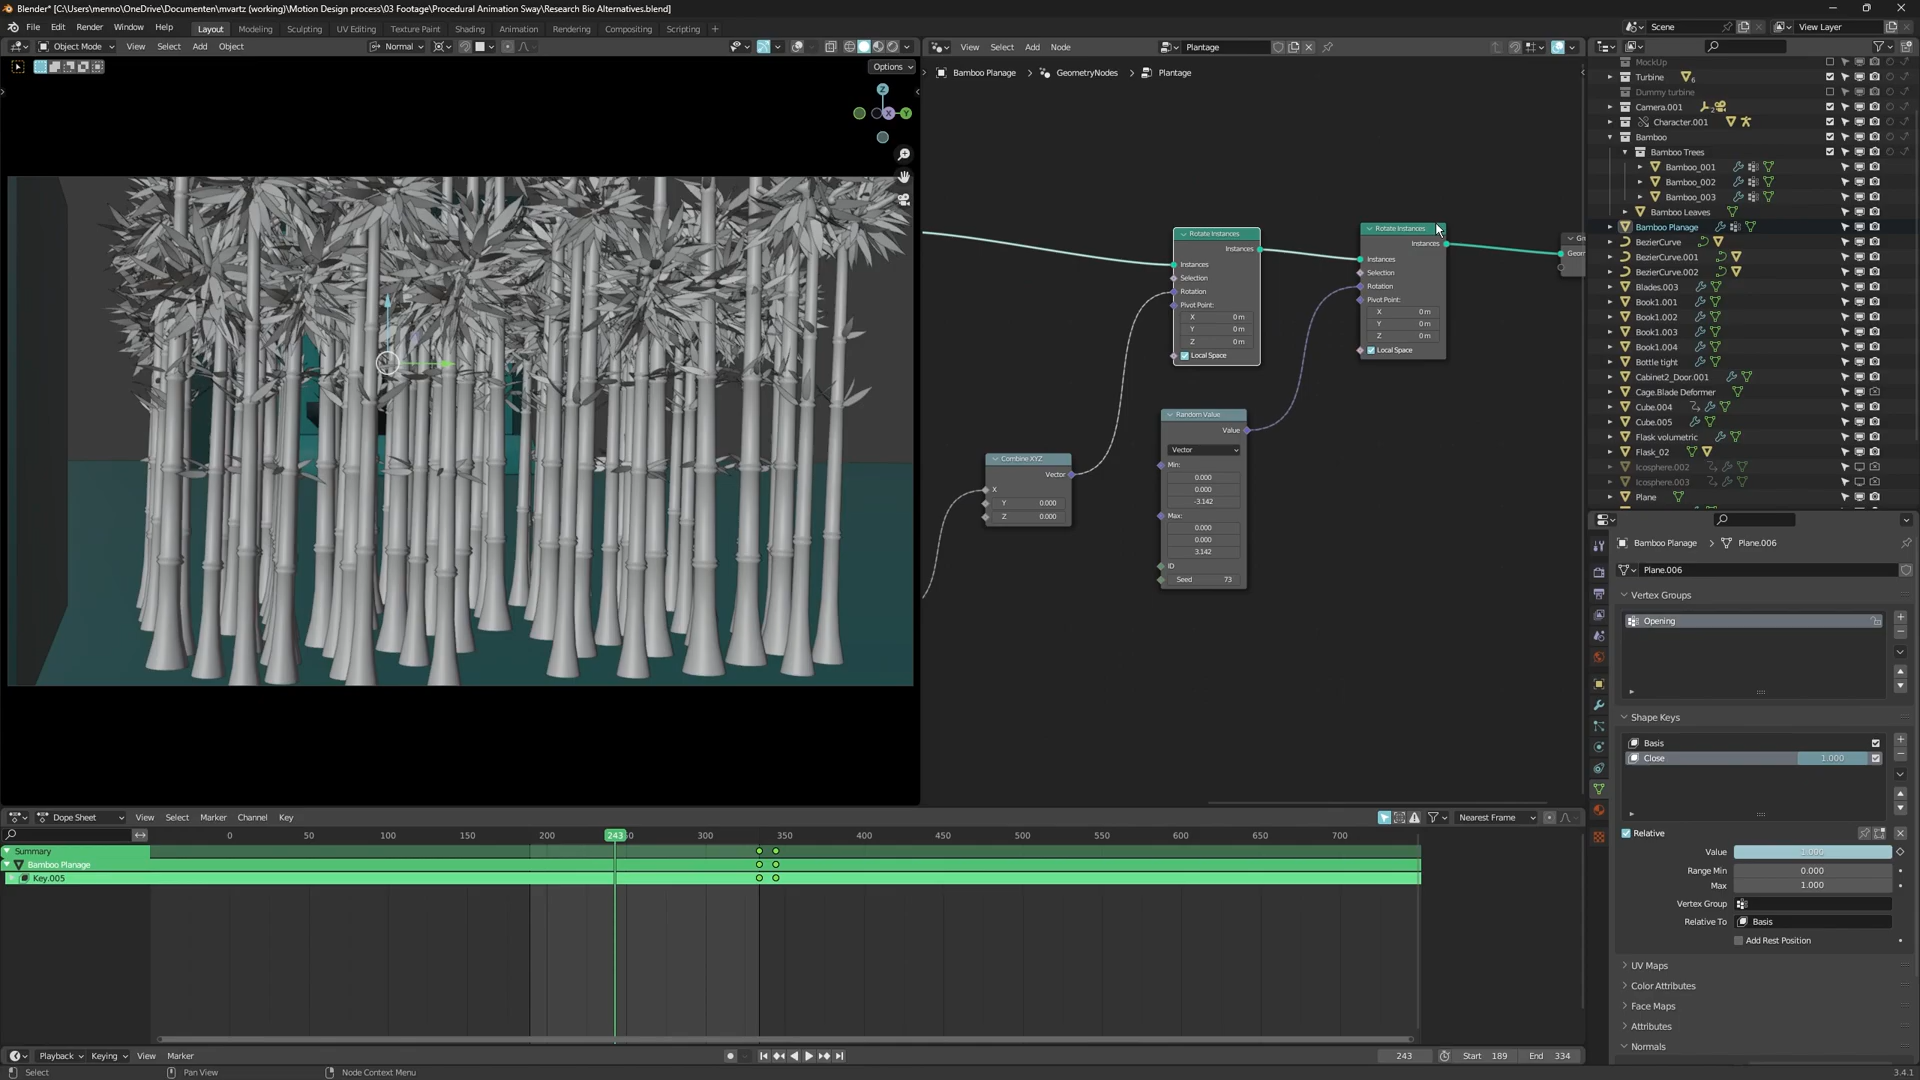 Blender* [C:\Users\menno\OneDrive\Documenten\mvartz (working)\Motion Design process\03 Footage\Procedural Animation Sway\Research Bio Alternatives.blend]
File Edit Render Window Help Layout Modeling Sculpting UV Editing Texture Paint Shading Animation Rendering Compositing Scripting + Scene View Layer
Object Mode View Select Add Object Normal View Select Add Node Plantage
Options Bamboo Planage > GeometryNodes > Plantage
Z
X
Y
Rotate Instances
Instances
Instances
Selection
Rotation
Pivot Point:
X 0 m
Y 0 m
Z 0 m
Local Space
Rotate Instances
Instances
Instances
Selection
Rotation
Pivot Point:
X 0 m
Y 0 m
Z 0 m
Local Space
Geom
Combine XYZ
Vector
X
Y 0.000
Z 0.000
Random Value
Value
Vector
Min:
0.000
0.000
-3.142
Max:
0.000
0.000
3.142
ID
Seed 73
MockUp
Turbine 6
Dummy turbine
Camera.001 2
Character.001
Bamboo
Bamboo Trees
Bamboo_001
Bamboo_002
Bamboo_003
Bamboo Leaves
Bamboo Planage
BezierCurve
BezierCurve.001
BezierCurve.002
Blades.003
Book1.001
Book1.002
Book1.003
Book1.004
Bottle tight
Cabinet2_Door.001
Cage.Blade Deformer
Cube.004
Cube.005
Flask volumetric
Flask_02
Icosphere.002
Icosphere.003
Plane
Bamboo Planage > Plane.006
Plane.006
Vertex Groups
Opening
Shape Keys
Basis
Close 1.000
Relative
Value 1.000
Range Min 0.000
Max 1.000
Vertex Group
Relative To Basis
Add Rest Position
UV Maps
Color Attributes
Face Maps
Attributes
Normals
Dope Sheet View Select Marker Channel Key Nearest Frame
0 50 100 150 200 243 300 350 400 450 500 550 600 650 700
Summary
Bamboo Planage
Key.005
Playback Keying View Marker 243 Start 189 End 334
Select Pan View Node Context Menu 3.4.1